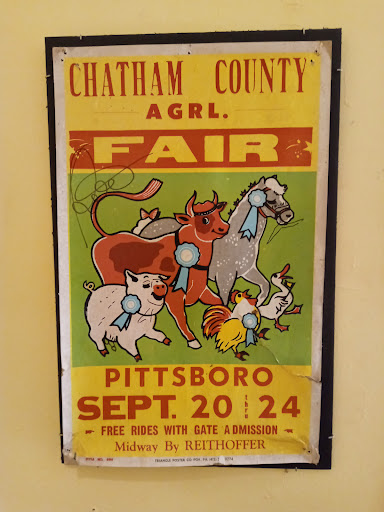 CHATHAM COUNTY
AGRL.
FAIR
PITTSBORO
SEPT. 20 thru 24
FREE RIDES WITH GATE ADMISSION
Midway By REITHOFFER